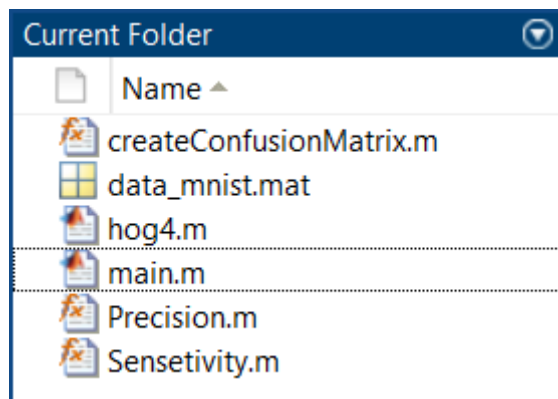 Current Folder
Name
createConfusionMatrix.m
data_mnist.mat
hog4.m
main.m
Precision.m
Sensetivity.m